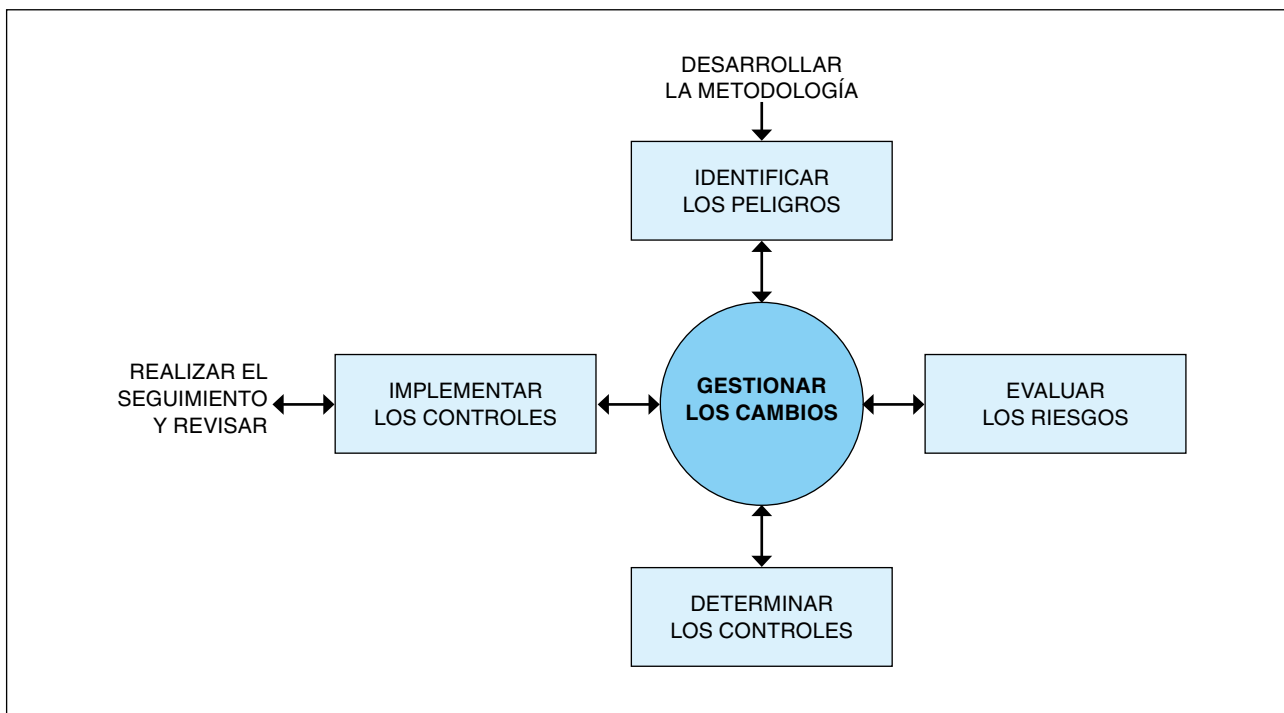 DESARROLLAR
LA METODOLOGÍA
IDENTIFICAR
LOS PELIGROS
REALIZAR EL
SEGUIMIENTO
Y REVISAR
IMPLEMENTAR
LOS CONTROLES
GESTIONAR
LOS CAMBIOS
EVALUAR
LOS RIESGOS
DETERMINAR
LOS CONTROLES